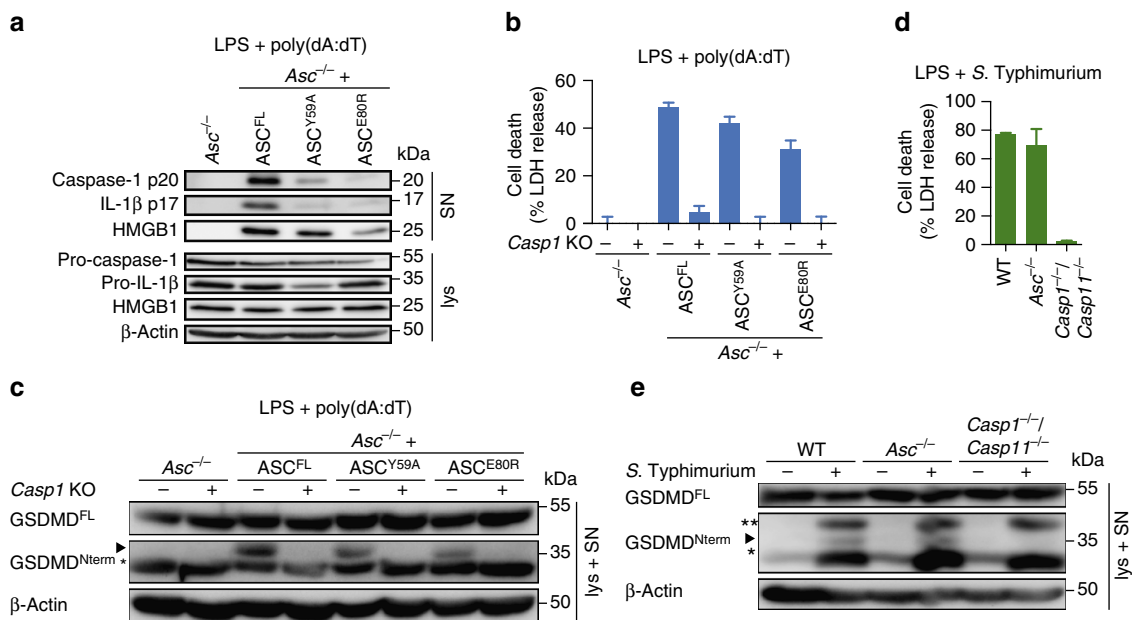 a
LPS + poly(dA:dT)
Asc–/– +
Asc–/–
ASCFL
ASCY59A
ASCE80R
kDa
Caspase-1 p20
20
IL-1β p17
17
HMGB1
25
SN
Pro-caspase-1
55
Pro-IL-1β
35
HMGB1
25
β-Actin
50
lys
b
LPS + poly(dA:dT)
Cell death
(% LDH release)
60
40
20
0
Casp1 KO – + – + – + – +
Asc–/–
ASCFL
ASCY59A
ASCE80R
Asc–/– +
d
LPS + S. Typhimurium
Cell death
(% LDH release)
100
80
60
40
20
0
WT
Asc–/–
Casp1–/–/
Casp11–/–
c
LPS + poly(dA:dT)
Asc–/– +
Asc–/– ASCFL ASCY59A ASCE80R
kDa
Casp1 KO – + – + – + – +
55
GSDMDFL
GSDMDNterm
*
35
β-Actin
50
lys + SN
e
Casp1–/–/
WT Asc–/– Casp11–/–
kDa
S. Typhimurium – + – + – +
GSDMDFL
55
**
GSDMDNterm
35
*
β-Actin
50
lys + SN